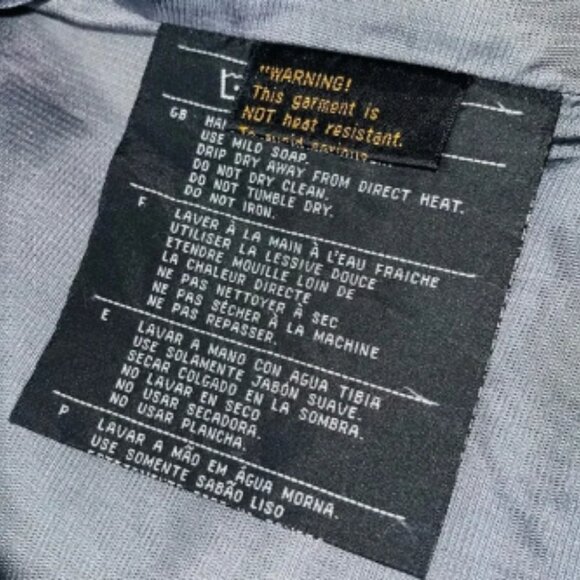 "WARNING!
This garment is
NOT heat resistant.
GB
USE MILD SOAP.
DRIP DRY AWAY FROM DIRECT HEAT.
DO NOT DRY CLEAN.
DO NOT TUMBLE DRY.
DO NOT IRON.
F
LAVER À LA MAIN À L'EAU FRAICHE
UTILISER LA LESSIVE DOUCE
ETENDRE MOUILLE LOIN DE
LA CHALEUR DIRECTE
NE PAS NETTOYER À SEC
NE PAS SÉCHER À LA MACHINE
NE PAS REPASSER.
E
LAVAR A MANO CON AGUA TIBIA
USE SOLAMENTE JABÓN SUAVE.
SECAR COLGADO EN LA SOMBRA.
NO LAVAR EN SECO
NO USAR SECADORA.
NO USAR PLANCHA.
P
LAVAR A MÃO EM ÁGUA MORNA.
USE SOMENTE SABÃO LISO